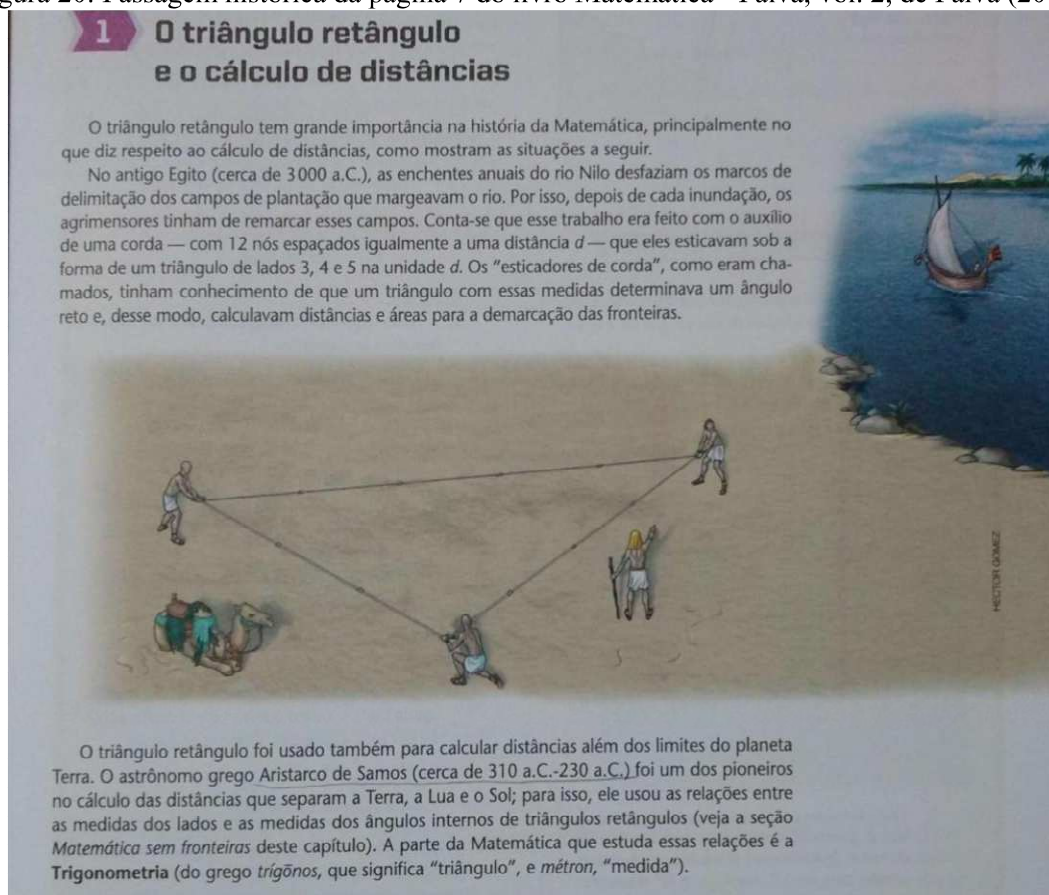 1 O triângulo retângulo
e o cálculo de distâncias
O triângulo retângulo tem grande importância na história da Matemática, principalmente no
que diz respeito ao cálculo de distâncias, como mostram as situações a seguir.
No antigo Egito (cerca de 3000 a.C.), as enchentes anuais do rio Nilo desfaziam os marcos de
delimitação dos campos de plantação que margeavam o rio. Por isso, depois de cada inundação, os
agrimensores tinham de remarcar esses campos. Conta-se que esse trabalho era feito com o auxílio
de uma corda — com 12 nós espaçados igualmente a uma distância d — que eles esticavam sob a
forma de um triângulo de lados 3, 4 e 5 na unidade d. Os "esticadores de corda", como eram cha-
mados, tinham conhecimento de que um triângulo com essas medidas determinava um ângulo
reto e, desse modo, calculavam distâncias e áreas para a demarcação das fronteiras.
HECTOR GÓMEZ
O triângulo retângulo foi usado também para calcular distâncias além dos limites do planeta
Terra. O astrônomo grego Aristarco de Samos (cerca de 310 a.C.-230 a.C.) foi um dos pioneiros
no cálculo das distâncias que separam a Terra, a Lua e o Sol; para isso, ele usou as relações entre
as medidas dos lados e as medidas dos ângulos internos de triângulos retângulos (veja a seção
Matemática sem fronteiras deste capítulo). A parte da Matemática que estuda essas relações é a
Trigonometria (do grego trígōnos, que significa "triângulo", e métron, "medida").